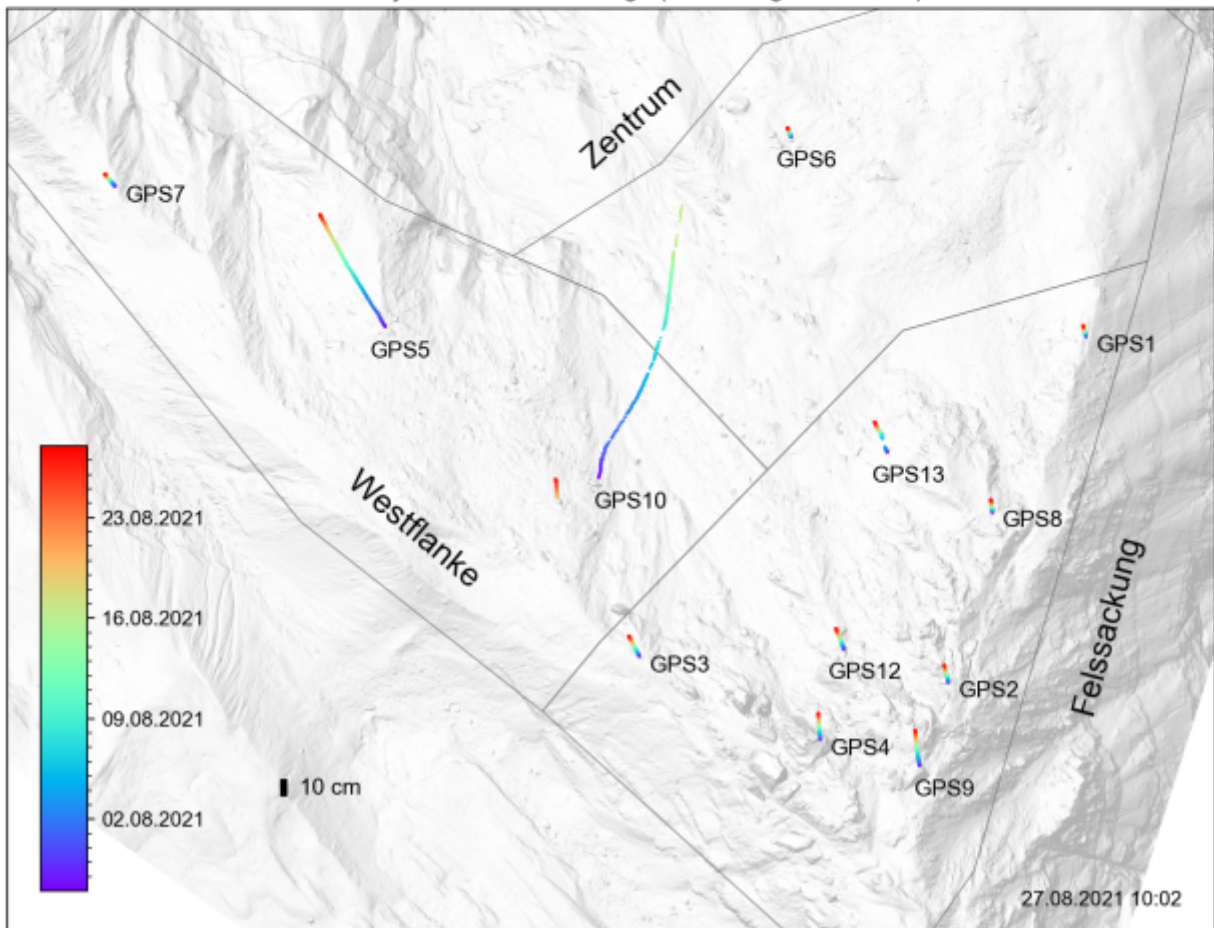 Zentrum
GPS6
GPS7
GPS5
GPS1
GPS13
GPS10
GPS8
Westflanke
23.08.2021
16.08.2021
Felssackung
GPS3
GPS12
GPS2
09.08.2021
GPS4
GPS9
10 cm
02.08.2021
27.08.2021 10:02